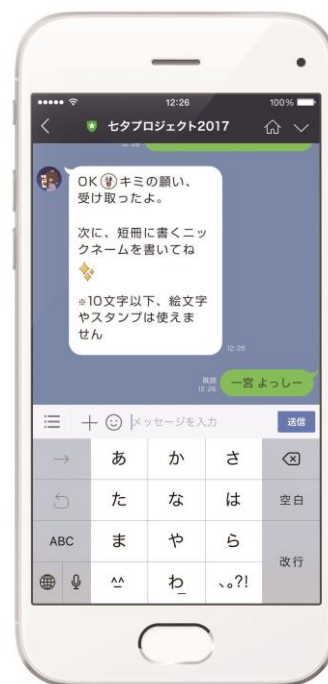 12:26
100%
七夕プロジェクト2017
12:26
OK キミの願い、
受け取ったよ。
次に、短冊に書くニッ
クネームを書いてね
※10文字以下、絵文字
やスタンプは使えま
せん
12:26
既読
12:26
一宮 よっしー
メッセージを入力
送信
→ あ か さ
た な は 空白
ABC ま や ら
改行
^^ わ 、。?!